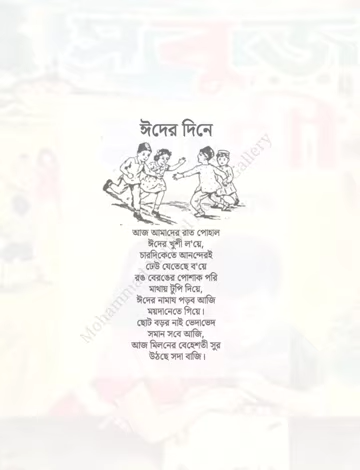 ঈদের দিনে
আজ আমাদের রাত পোহাল
ঈদের খুশী ল'য়ে,
চারদিকেতে আনন্দেরই
ঢেউ যেতেছে ব'য়ে
রঙ বেরঙের পোশাক পরি
মাথায় টুপি দিয়ে,
ঈদের নামায পড়ব আজি
ময়দানেতে গিয়ে।
ছোট বড়র নাই ভেদাভেদ
সমান সবে আজি,
আজ মিলনের বেহেশতী সুর
উঠছে সদা বাজি।